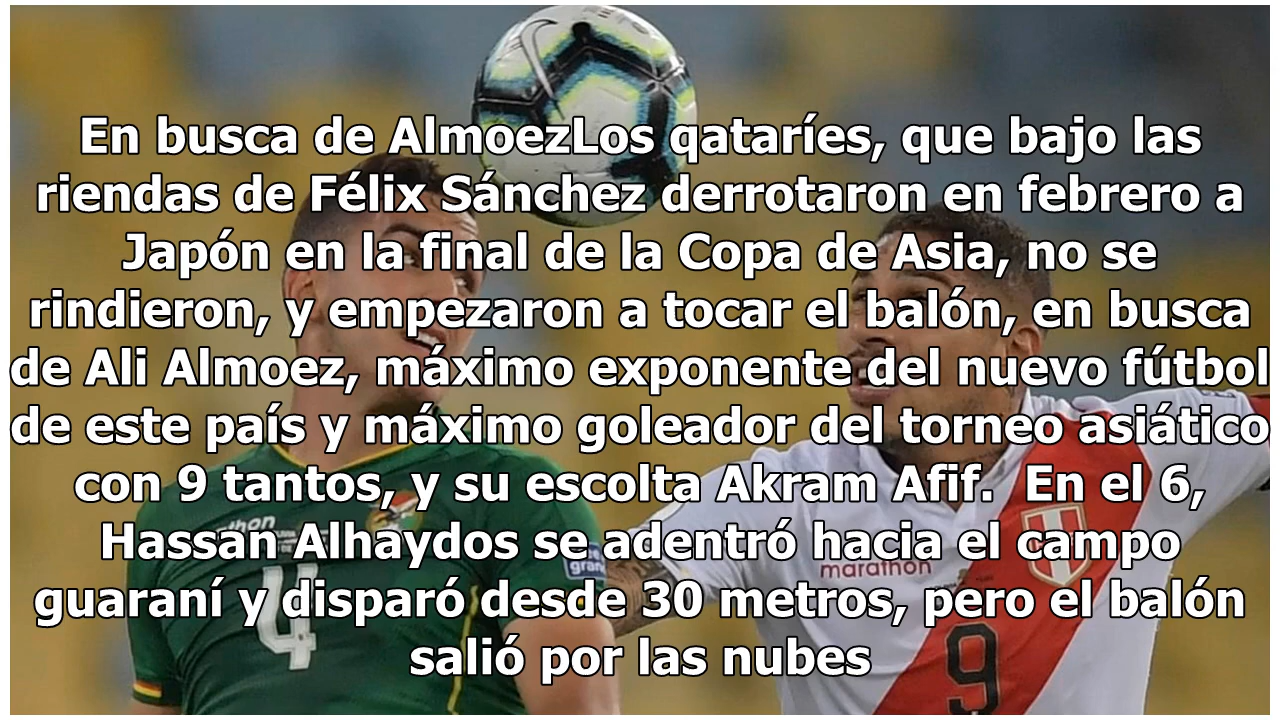 En busca de AlmoezLos qataríes, que bajo las
riendas de Félix Sánchez derrotaron en febrero a
Japón en la final de la Copa de Asia, no se
rindieron, y empezaron a tocar el balón, en busca
de Ali Almoez, máximo exponente del nuevo fútbol
de este país y máximo goleador del torneo asiático
con 9 tantos, y su escolta Akram Afif.  En el 6,
Hassan Alhaydos se adentró hacia el campo
guaraní y disparó desde 30 metros, pero el balón
salió por las nubes
marathon
4
9